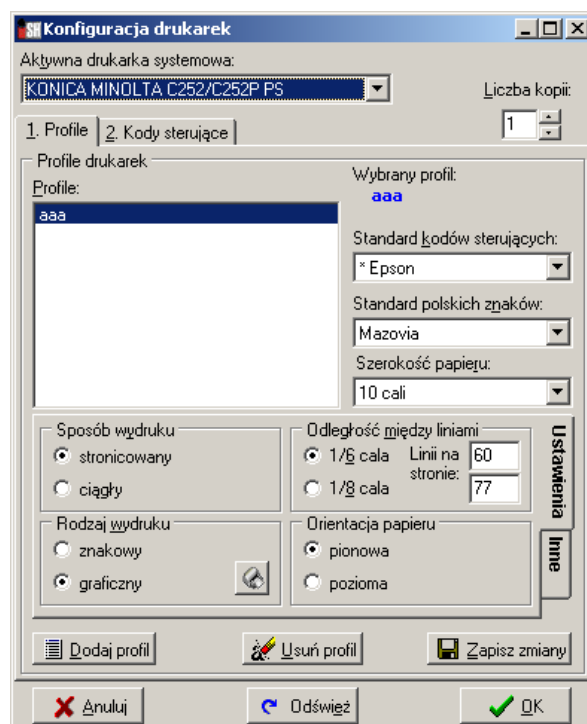 SH Konfiguracja drukarek
Aktywna drukarka systemowa:
KONICA MINOLTA C252/C252P PS
Liczba kopii:
1
1. Profile
2. Kody sterujące
Profile drukarek
Profile:
aaa
Wybrany profil:
aaa
Standard kodów sterujących:
* Epson
Standard polskich znaków:
Mazovia
Szerokość papieru:
10 cali
Sposób wydruku
stronicowany
ciągły
Odległość między liniami
1/6 cala
1/8 cala
Linii na
stronie:
60
77
Rodzaj wydruku
znakowy
graficzny
Orientacja papieru
pionowa
pozioma
Ustawienia
Inne
Dodaj profil
Usuń profil
Zapisz zmiany
Anuluj
Odśwież
OK